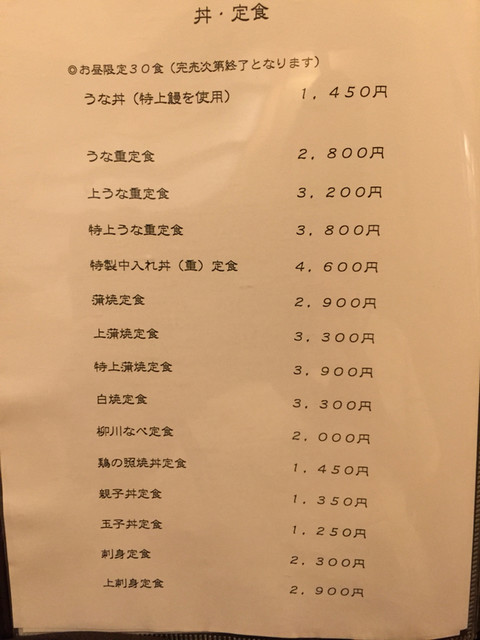 丼・定食
◎お昼限定３０食（完売次第終了となります）
うな丼（特上鰻を使用） １，４５０円
うな重定食 ２，８００円
上うな重定食 ３，２００円
特上うな重定食 ３，８００円
特製中入れ丼（重）定食 ４，６００円
蒲焼定食 ２，９００円
上蒲焼定食 ３，３００円
特上蒲焼定食 ３，９００円
白焼定食 ３，３００円
柳川なべ定食 ２，０００円
鶏の照焼丼定食 １，４５０円
親子丼定食 １，３５０円
玉子丼定食 １，２５０円
刺身定食 ２，３００円
上刺身定食 ２，９００円